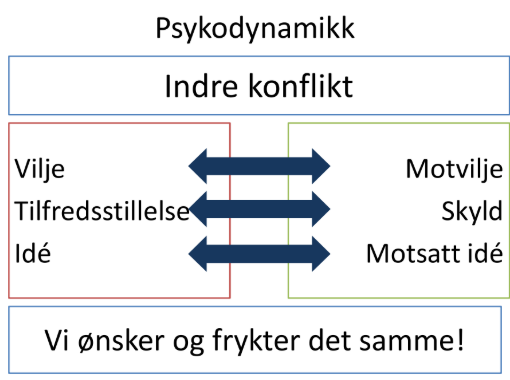 Psykodynamikk
Indre konflikt
Vilje
Tilfredsstillelse
Idé
Motvilje
Skyld
Motsatt idé
Vi ønsker og frykter det samme!